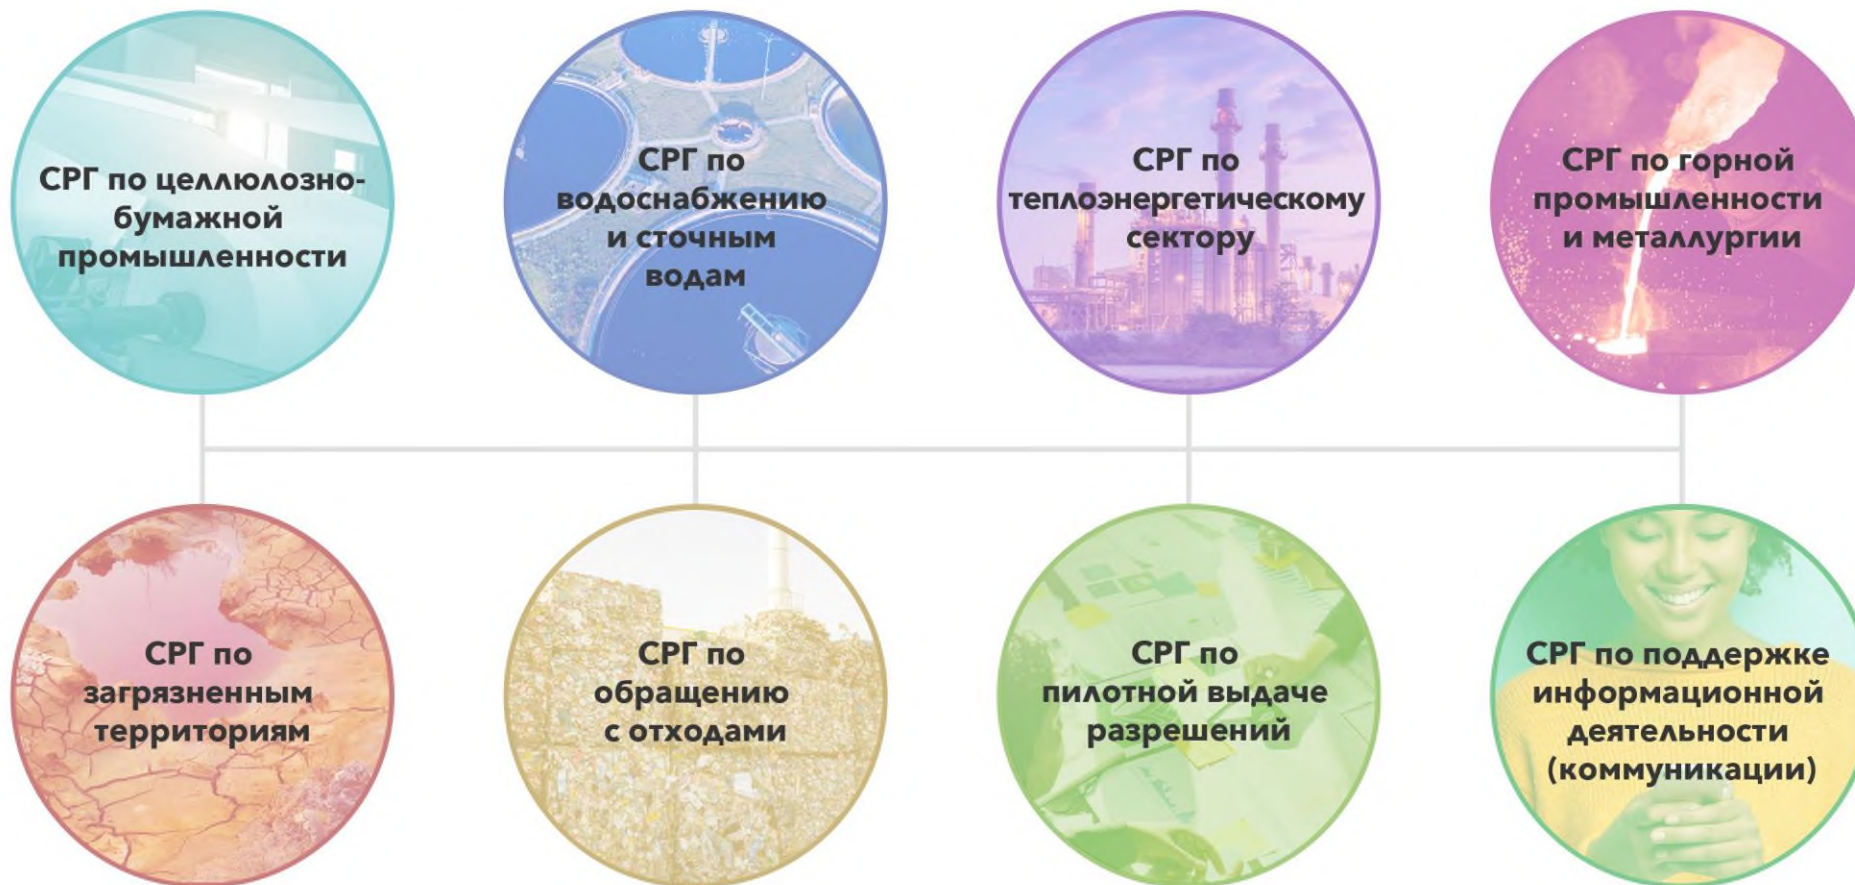 СРГ по целлюлозно-
бумажной
промышленности
СРГ по
водоснабжению
и сточным
водам
СРГ по
теплоэнергетическому
сектору
СРГ по горной
промышленности
и металлургии
СРГ по
загрязненным
территориям
СРГ по
обращению
с отходами
СРГ по
пилотной выдаче
разрешений
СРГ по поддержке
информационной
деятельности
(коммуникации)